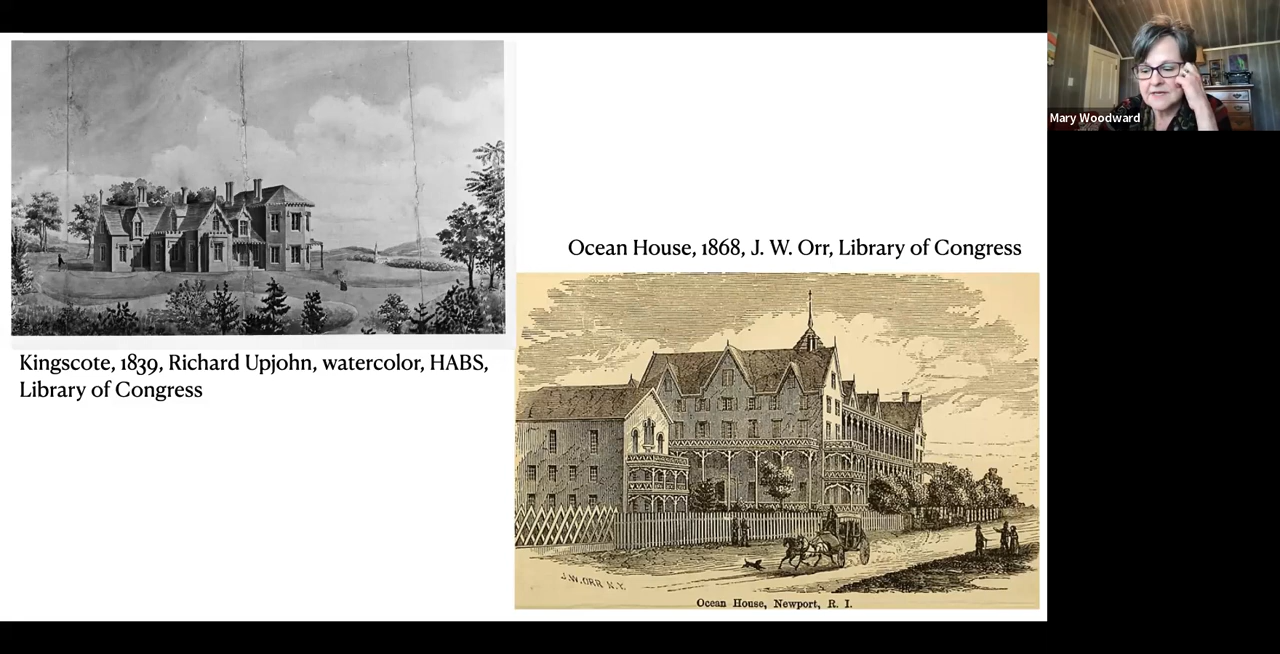 Mary Woodward
Ocean House, 1868, J. W. Orr, Library of Congress
Kingscote, 1839, Richard Upjohn, watercolor, HABS,
Library of Congress
J.W. ORR N.Y.
Ocean House, Newport, R. I.